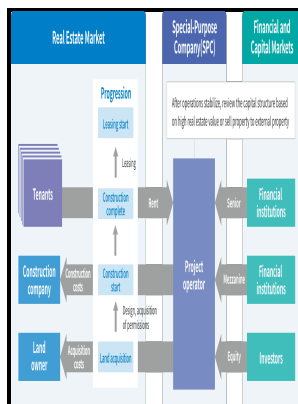 Real Estate Market
Special-Purpose
Company(SPC)
Financial and
Capital Markets
Progression
After operations stabilize, review the capital structure based
on high real estate value or sell property to external property
Leasing start
Leasing
Tenants
Construction
complete
Rent
Senior
Financial
institutions
Construction
company
Construction
costs
Construction
start
Project
operator
Mezzanine
Financial
institutions
Design, acquisition
of permissions
Land
owner
Acquisition
costs
Land acquisition
Equity
Investors